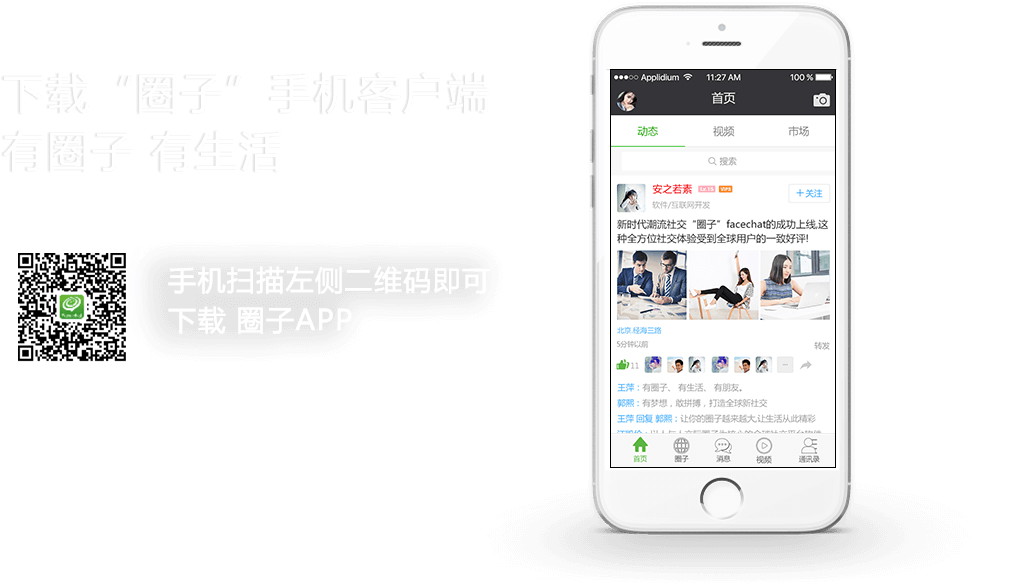 下载“圈子”手机客户端
有圈子 有生活
手机扫描左侧二维码即可
下载 圈子APP
Applidium
11:27 AM
100 %
首页
动态
视频
市场
搜索
安之若素
软件/互联网开发
+关注
新时代潮流社交“圈子”facechat的成功上线,这
种全方位社交体验受到全球用户的一致好评!
北京.经海三路
5分钟以前
转发
11
王萍：有圈子、有生活、有朋友。
郭熙：有梦想，敢拼搏，打造全球新社交
王萍 回复 郭熙：让你的圈子越来越大,让生活从此精彩
首页
圈子
消息
视频
通讯录